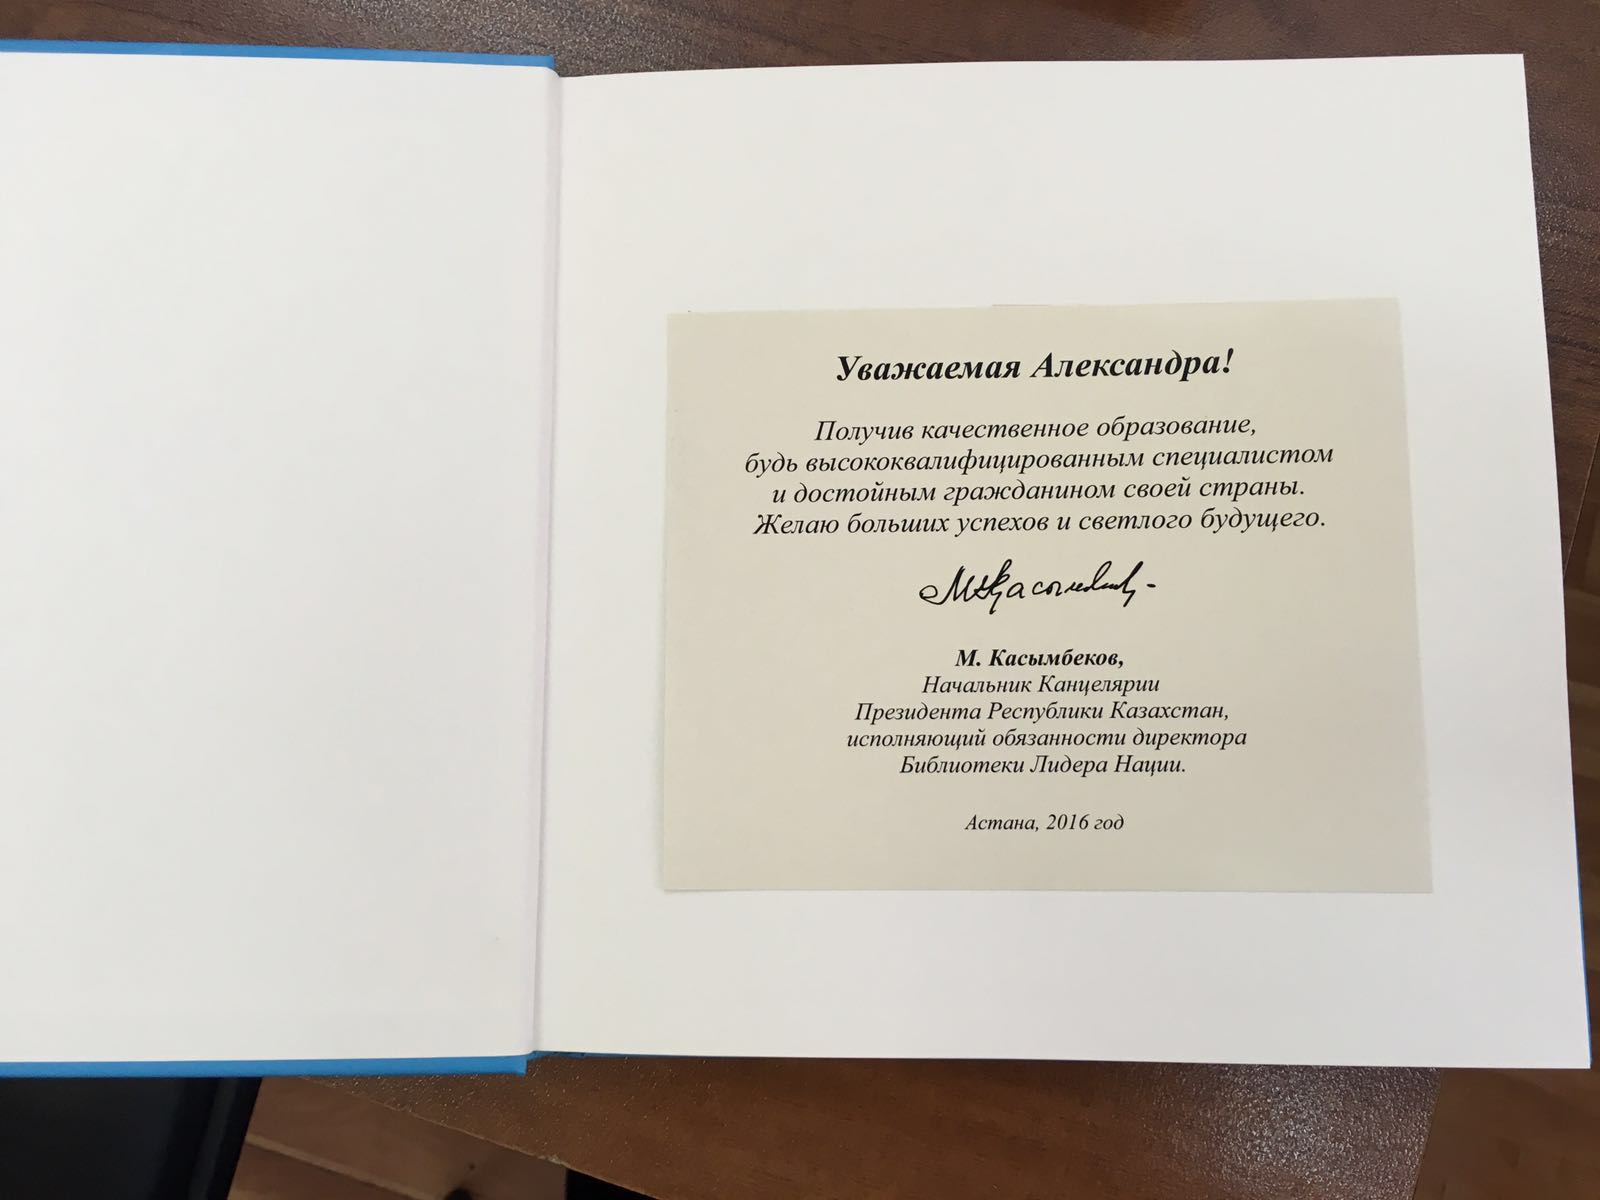 Уважаемая Александра!
Получив качественное образование,
будь высококвалифицированным специалистом
и достойным гражданином своей страны.
Желаю больших успехов и светлого будущего.
М. Касымбеков,
Начальник Канцелярии
Президента Республики Казахстан,
исполняющий обязанности директора
Библиотеки Лидера Нации.
Астана, 2016 год